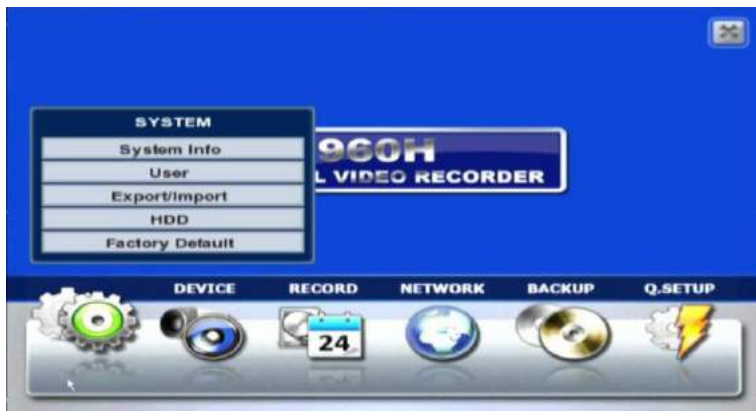 SYSTEM
System Info
User
Export/Import
HDD
Factory Default
960H
L VIDEO RECORDER
DEVICE
RECORD
NETWORK
BACKUP
Q.SETUP
24